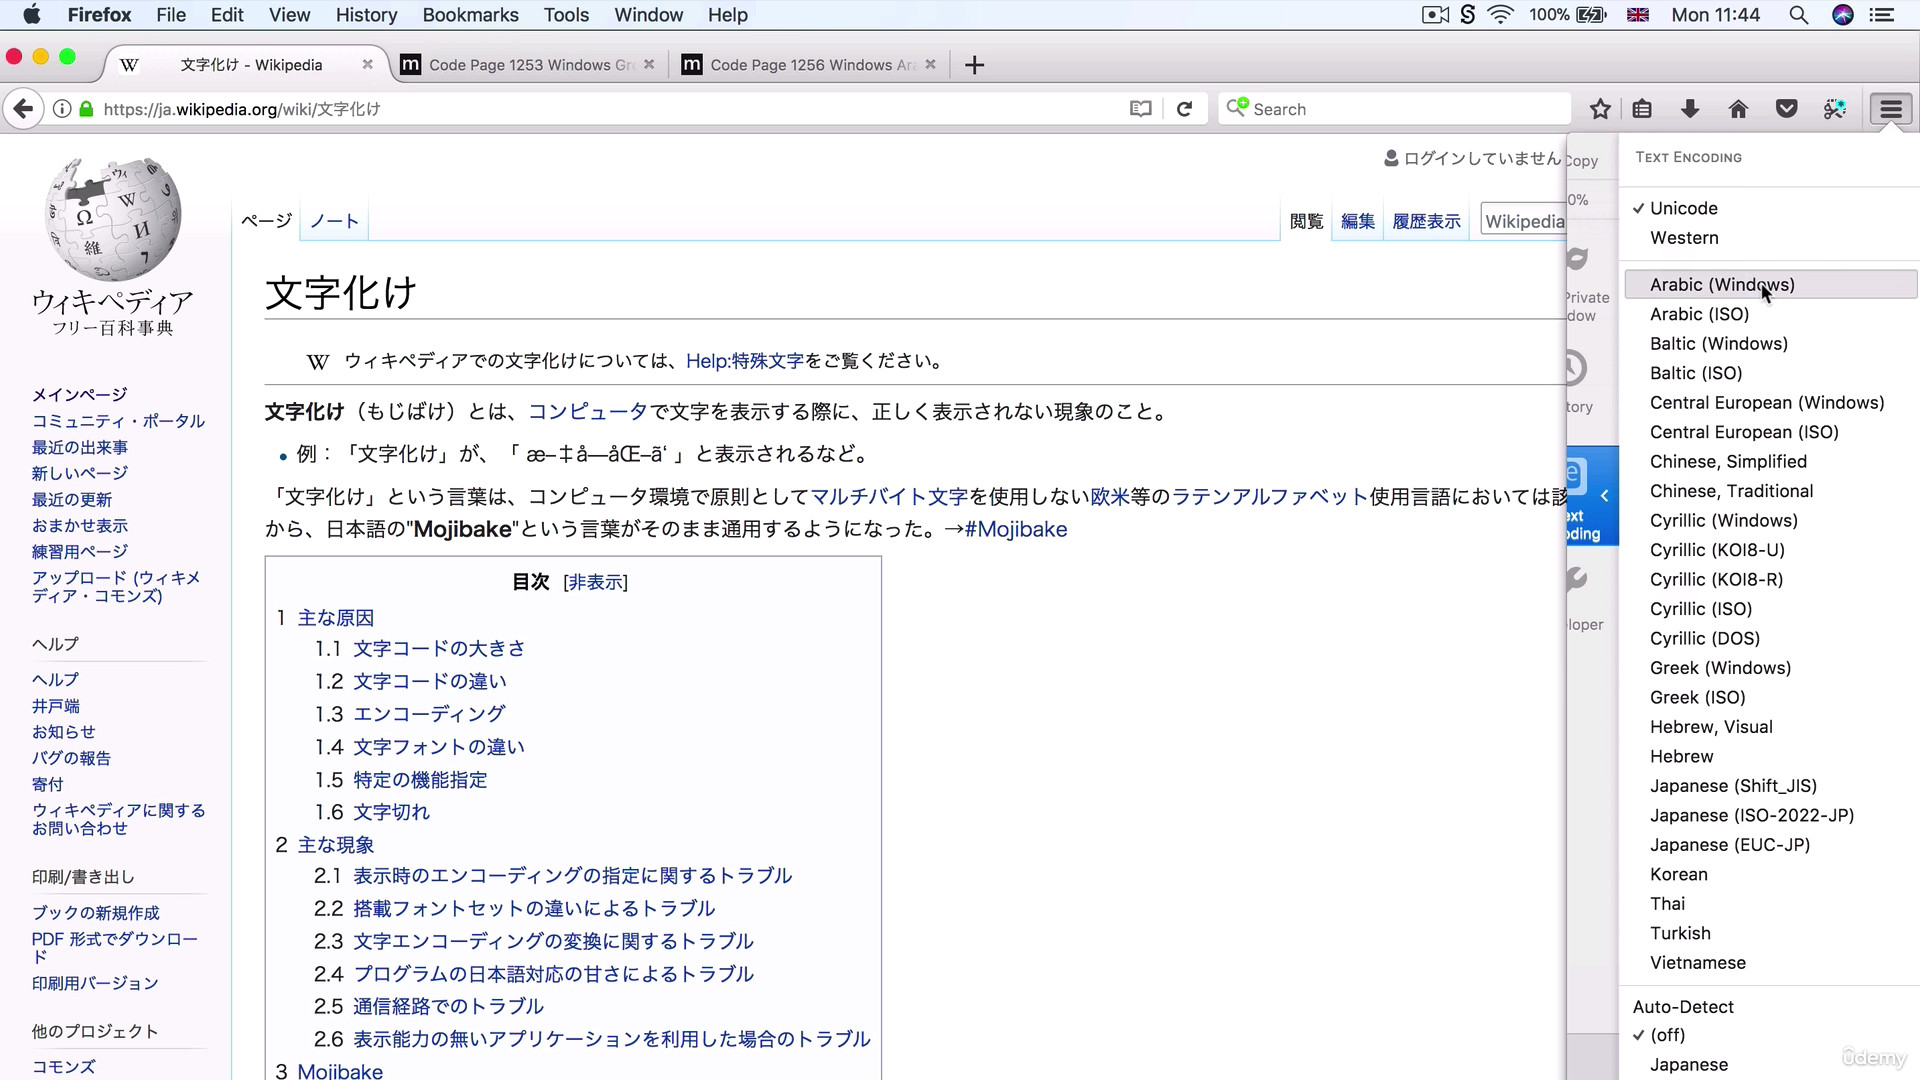 Firefox File Edit View History Bookmarks Tools Window Help 100% Mon 11:44
文字化け - Wikipedia
Code Page 1253 Windows Gr
Code Page 1256 Windows Ara
https://ja.wikipedia.org/wiki/文字化け
Search
ログインしていません
ページ ノート 閲覧 編集 履歴表示 Wikipedia
ウィキペディア
フリー百科事典
文字化け
ウィキペディアでの文字化けについては、Help:特殊文字をご覧ください。
文字化け（もじばけ）とは、コンピュータで文字を表示する際に、正しく表示されない現象のこと。
例：「文字化け」が、「 æ–‡å—åŒ–ã‘ 」と表示されるなど。
「文字化け」という言葉は、コンピュータ環境で原則としてマルチバイト文字を使用しない欧米等のラテンアルファベット使用言語においては該
から、日本語の"Mojibake"という言葉がそのまま通用するようになった。→#Mojibake
目次 [非表示]
1 主な原因
1.1 文字コードの大きさ
1.2 文字コードの違い
1.3 エンコーディング
1.4 文字フォントの違い
1.5 特定の機能指定
1.6 文字切れ
2 主な現象
2.1 表示時のエンコーディングの指定に関するトラブル
2.2 搭載フォントセットの違いによるトラブル
2.3 文字エンコーディングの変換に関するトラブル
2.4 プログラムの日本語対応の甘さによるトラブル
2.5 通信経路でのトラブル
2.6 表示能力の無いアプリケーションを利用した場合のトラブル
3 Mojibake
メインページ
コミュニティ・ポータル
最近の出来事
新しいページ
最近の更新
おまかせ表示
練習用ページ
アップロード (ウィキメ
ディア・コモンズ)
ヘルプ
ヘルプ
井戸端
お知らせ
バグの報告
寄付
ウィキペディアに関する
お問い合わせ
印刷/書き出し
ブックの新規作成
PDF 形式でダウンロー
ド
印刷用バージョン
他のプロジェクト
コモンズ
Copy
0%
Private
dow
tory
ext
oding
loper
TEXT ENCODING
Unicode
Western
Arabic (Windows)
Arabic (ISO)
Baltic (Windows)
Baltic (ISO)
Central European (Windows)
Central European (ISO)
Chinese, Simplified
Chinese, Traditional
Cyrillic (Windows)
Cyrillic (KOI8-U)
Cyrillic (KOI8-R)
Cyrillic (ISO)
Cyrillic (DOS)
Greek (Windows)
Greek (ISO)
Hebrew, Visual
Hebrew
Japanese (Shift_JIS)
Japanese (ISO-2022-JP)
Japanese (EUC-JP)
Korean
Thai
Turkish
Vietnamese
Auto-Detect
(off)
Japanese
ûdemy